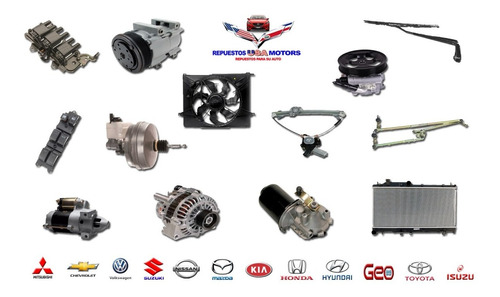 REPUESTOS USA MOTORS
REPUESTOS PARA SU AUTO
MITSUBISHI
CHEVROLET
Volkswagen
SUZUKI
NISSAN
mazda
KIA
HONDA
HYUNDAI
GEO
TOYOTA
ISUZU